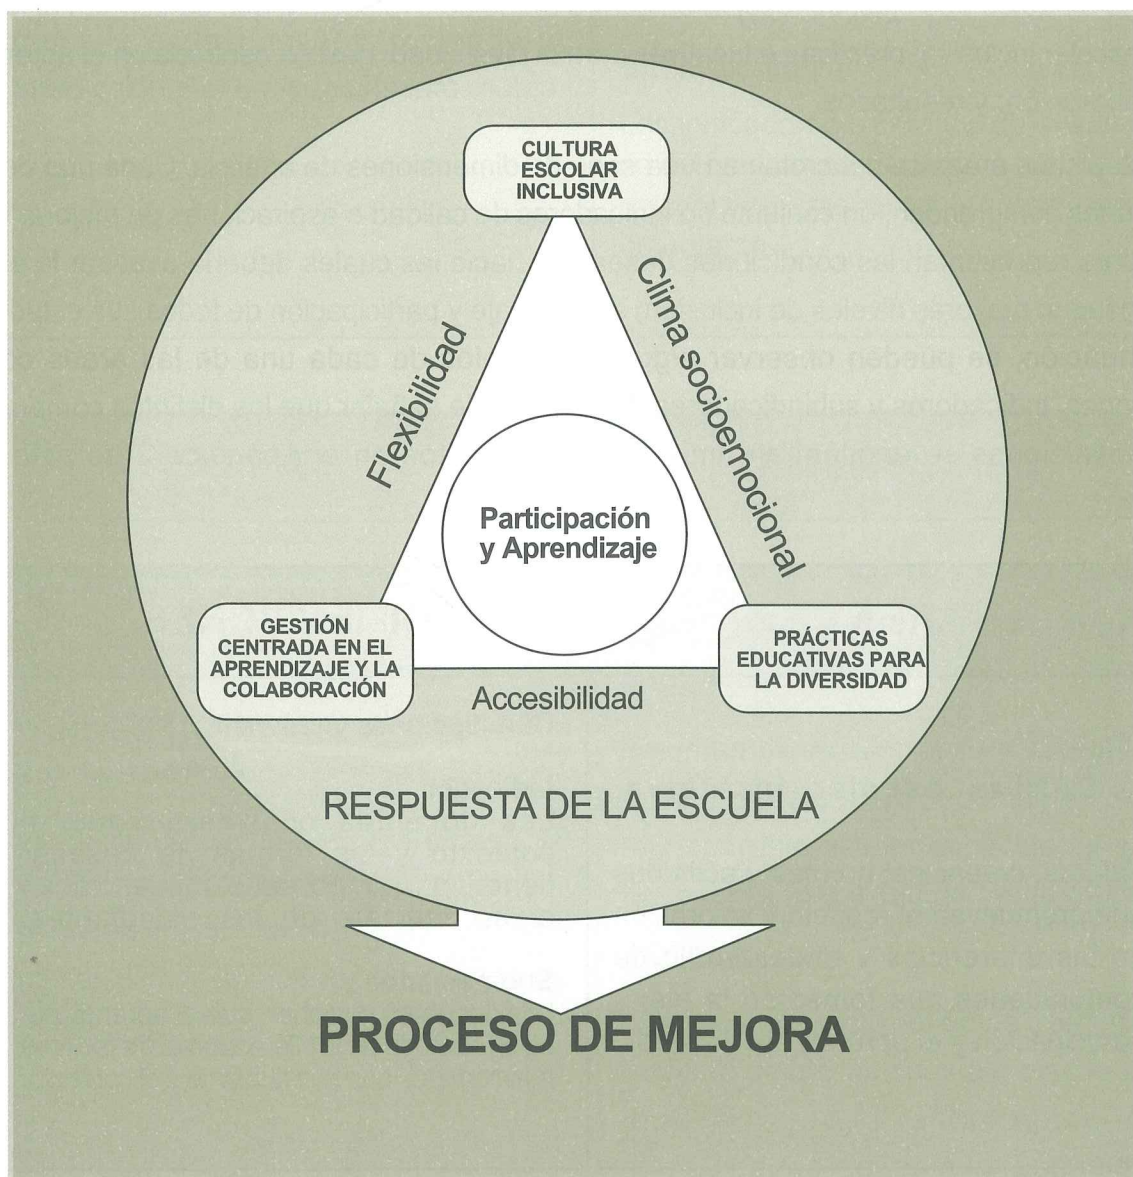 CULTURA
ESCOLAR
INCLUSIVA
Flexibilidad
Clima socioemocional
Participación
y Aprendizaje
GESTIÓN
CENTRADA EN EL
APRENDIZAJE Y LA
COLABORACIÓN
PRÁCTICAS
EDUCATIVAS PARA
LA DIVERSIDAD
Accesibilidad
RESPUESTA DE LA ESCUELA
PROCESO DE MEJORA